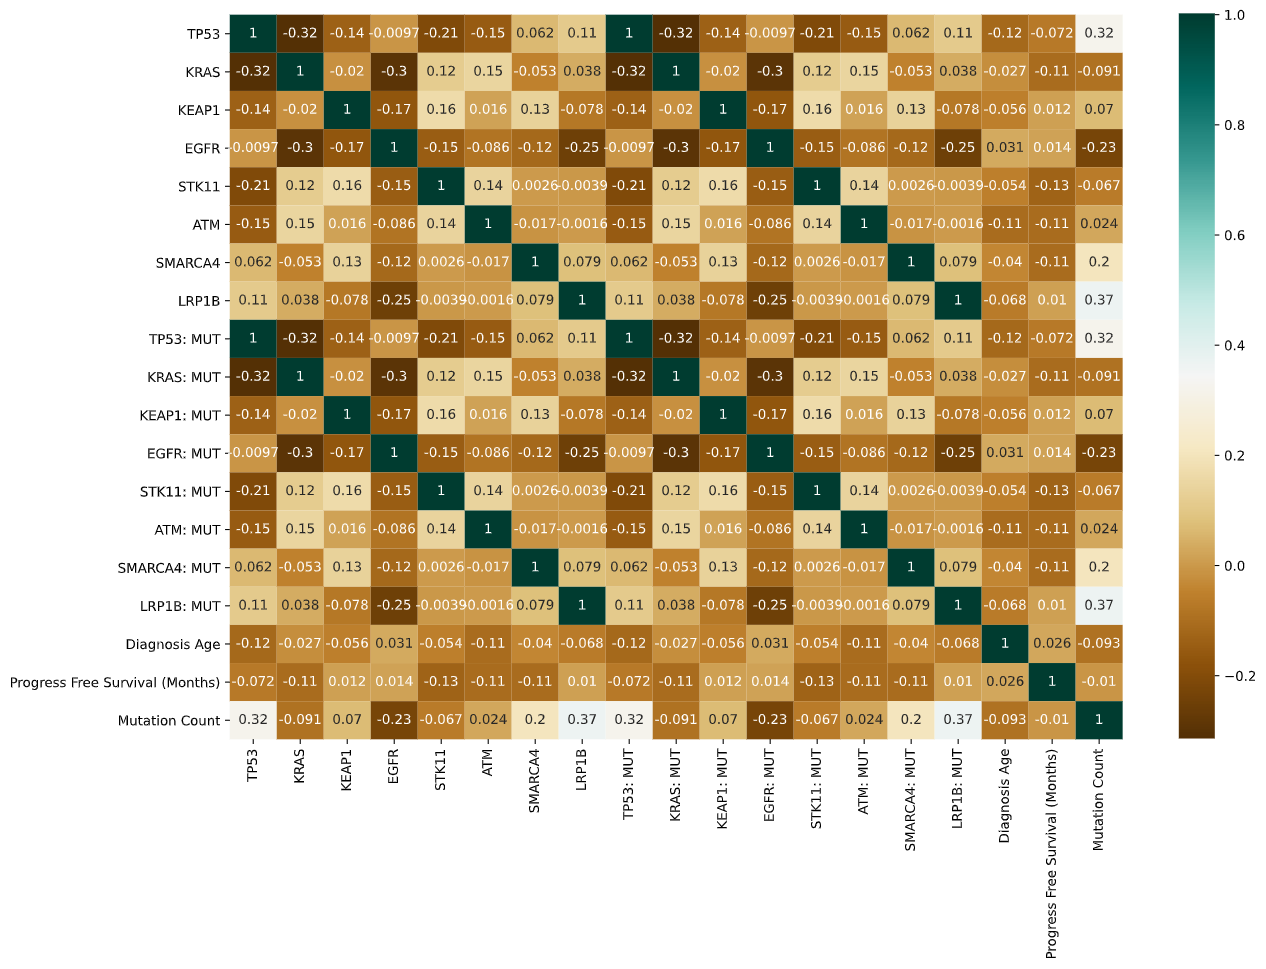 TP53 1 -0.32 -0.14 -0.0097 -0.21 -0.15 0.062 0.11 1 -0.32 -0.14 -0.0097 -0.21 -0.15 0.062 0.11 -0.12 -0.072 0.32
KRAS -0.32 1 -0.02 -0.3 0.12 0.15 -0.053 0.038 -0.32 1 -0.02 -0.3 0.12 0.15 -0.053 0.038 -0.027 -0.11 -0.091
KEAP1 -0.14 -0.02 1 -0.17 0.16 0.016 0.13 -0.078 -0.14 -0.02 1 -0.17 0.16 0.016 0.13 -0.078 -0.056 0.012 0.07
EGFR -0.0097 -0.3 -0.17 1 -0.15 -0.086 -0.12 -0.25 -0.0097 -0.3 -0.17 1 -0.15 -0.086 -0.12 -0.25 0.031 0.014 -0.23
STK11 -0.21 0.12 0.16 -0.15 1 0.14 0.0026 -0.0039 -0.21 0.12 0.16 -0.15 1 0.14 0.0026 -0.0039 -0.054 -0.13 -0.067
ATM -0.15 0.15 0.016 -0.086 0.14 1 -0.017 -0.0016 -0.15 0.15 0.016 -0.086 0.14 1 -0.017 -0.0016 -0.11 -0.11 0.024
SMARCA4 0.062 -0.053 0.13 -0.12 0.0026 -0.017 1 0.079 0.062 -0.053 0.13 -0.12 0.0026 -0.017 1 0.079 -0.04 -0.11 0.2
LRP1B 0.11 0.038 -0.078 -0.25 -0.0039 -0.0016 0.079 1 0.11 0.038 -0.078 -0.25 -0.0039 -0.0016 0.079 1 -0.068 0.01 0.37
TP53: MUT 1 -0.32 -0.14 -0.0097 -0.21 -0.15 0.062 0.11 1 -0.32 -0.14 -0.0097 -0.21 -0.15 0.062 0.11 -0.12 -0.072 0.32
KRAS: MUT -0.32 1 -0.02 -0.3 0.12 0.15 -0.053 0.038 -0.32 1 -0.02 -0.3 0.12 0.15 -0.053 0.038 -0.027 -0.11 -0.091
KEAP1: MUT -0.14 -0.02 1 -0.17 0.16 0.016 0.13 -0.078 -0.14 -0.02 1 -0.17 0.16 0.016 0.13 -0.078 -0.056 0.012 0.07
EGFR: MUT -0.0097 -0.3 -0.17 1 -0.15 -0.086 -0.12 -0.25 -0.0097 -0.3 -0.17 1 -0.15 -0.086 -0.12 -0.25 0.031 0.014 -0.23
STK11: MUT -0.21 0.12 0.16 -0.15 1 0.14 0.0026 -0.0039 -0.21 0.12 0.16 -0.15 1 0.14 0.0026 -0.0039 -0.054 -0.13 -0.067
ATM: MUT -0.15 0.15 0.016 -0.086 0.14 1 -0.017 -0.0016 -0.15 0.15 0.016 -0.086 0.14 1 -0.017 -0.0016 -0.11 -0.11 0.024
SMARCA4: MUT 0.062 -0.053 0.13 -0.12 0.0026 -0.017 1 0.079 0.062 -0.053 0.13 -0.12 0.0026 -0.017 1 0.079 -0.04 -0.11 0.2
LRP1B: MUT 0.11 0.038 -0.078 -0.25 -0.0039 -0.0016 0.079 1 0.11 0.038 -0.078 -0.25 -0.0039 -0.0016 0.079 1 -0.068 0.01 0.37
Diagnosis Age -0.12 -0.027 -0.056 0.031 -0.054 -0.11 -0.04 -0.068 -0.12 -0.027 -0.056 0.031 -0.054 -0.11 -0.04 -0.068 1 0.026 -0.093
Progress Free Survival (Months) -0.072 -0.11 0.012 0.014 -0.13 -0.11 -0.11 0.01 -0.072 -0.11 0.012 0.014 -0.13 -0.11 -0.11 0.01 0.026 1 -0.01
Mutation Count 0.32 -0.091 0.07 -0.23 -0.067 0.024 0.2 0.37 0.32 -0.091 0.07 -0.23 -0.067 0.024 0.2 0.37 -0.093 -0.01 1
TP53
KRAS
KEAP1
EGFR
STK11
ATM
SMARCA4
LRP1B
TP53: MUT
KRAS: MUT
KEAP1: MUT
EGFR: MUT
STK11: MUT
ATM: MUT
SMARCA4: MUT
LRP1B: MUT
Diagnosis Age
Progress Free Survival (Months)
Mutation Count
1.0
0.8
0.6
0.4
0.2
0.0
−0.2